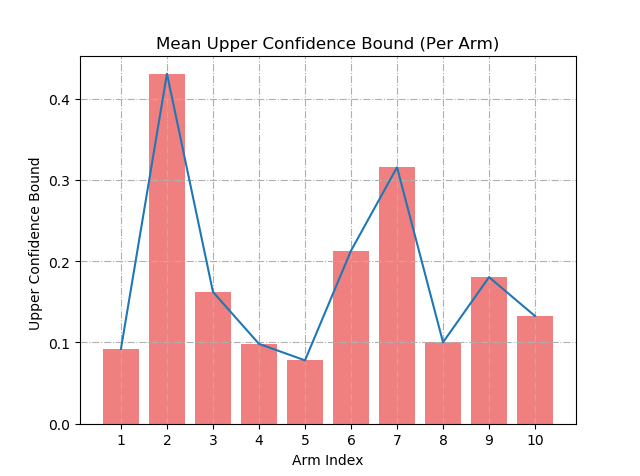 Mean Upper Confidence Bound (Per Arm)
Upper Confidence Bound
0.4
0.3
0.2
0.1
0.0
1 2 3 4 5 6 7 8 9 10
Arm Index